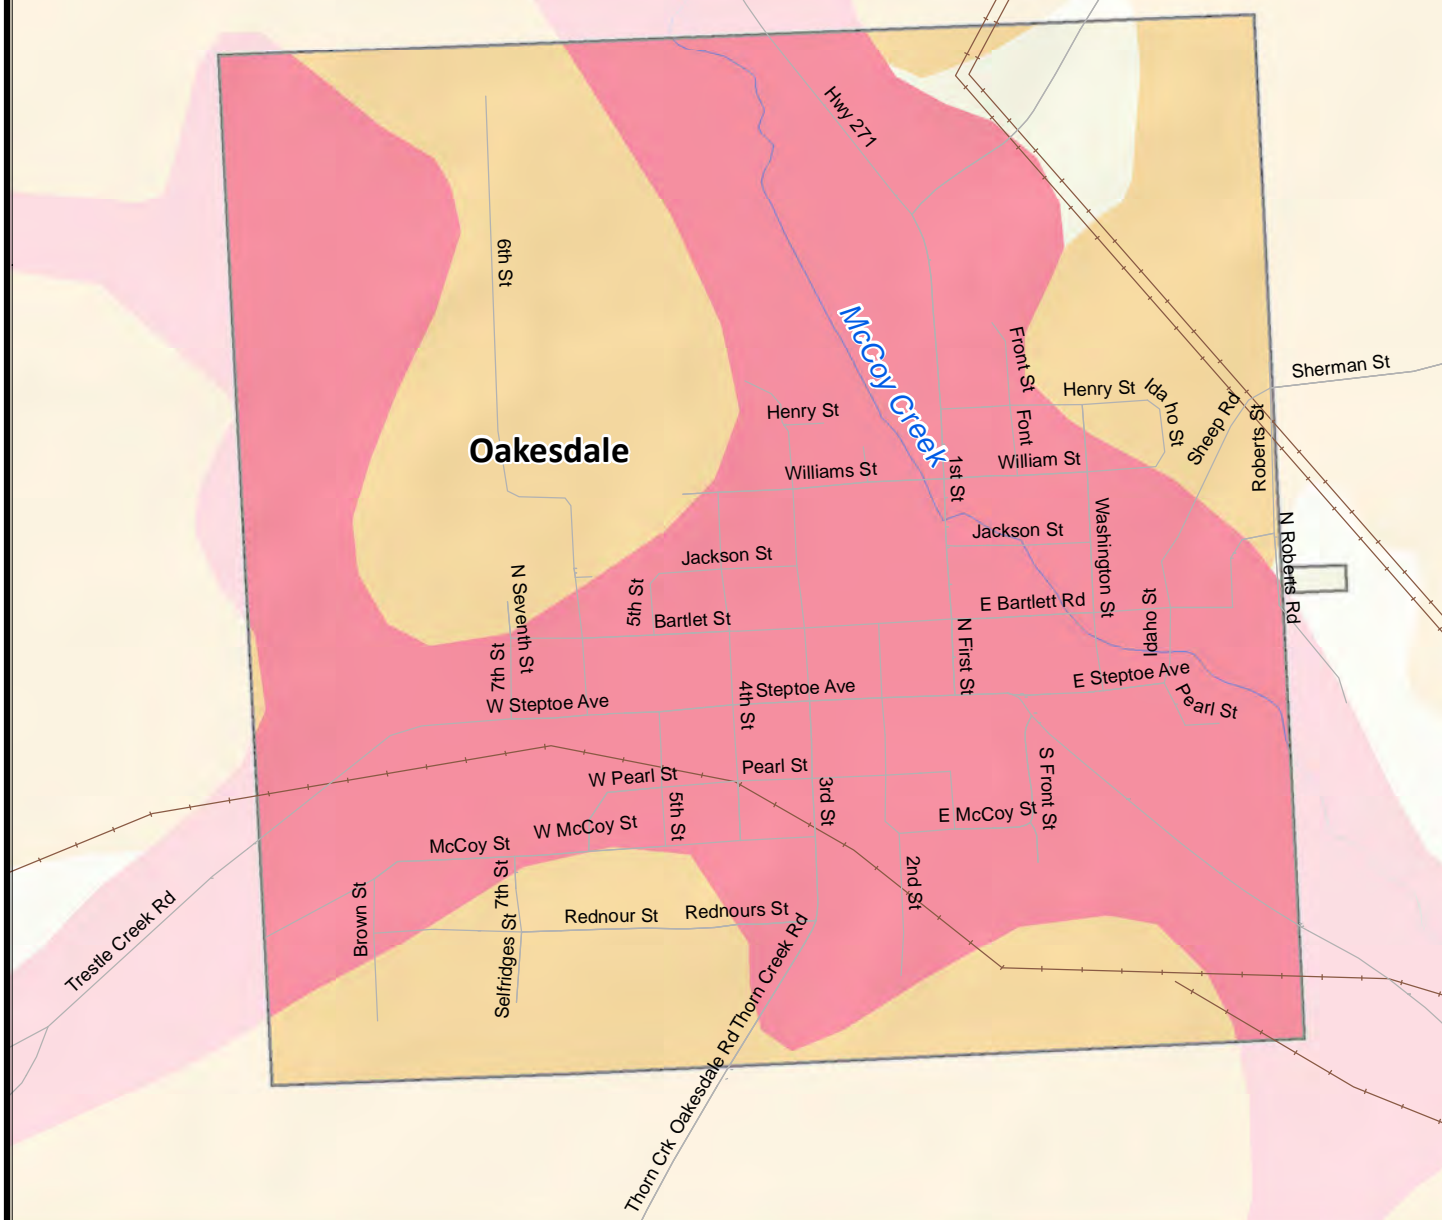 Hwy 271
6th St
McCoy Creek
Front St
Sherman St
Henry St
Ida ho St
Henry St
Font
Sheep Rd
Roberts St
Oakesdale
Williams St
1st St
William St
N Roberts Rd
Jackson St
Jackson St
Washington St
N Seventh St
5th St
Bartlet St
E Bartlett Rd
Idaho St
7th St
N First St
W Steptoe Ave
4th St
Steptoe Ave
E Steptoe Ave
Pearl St
W Pearl St
Pearl St
5th St
3rd St
S Front St
E McCoy St
W McCoy St
McCoy St
7th St
2nd St
Brown St
Rednour St
Rednours St
Selfridges St
Trestle Creek Rd
Thorn Creek Rd
Thorn Crk Oakesdale Rd